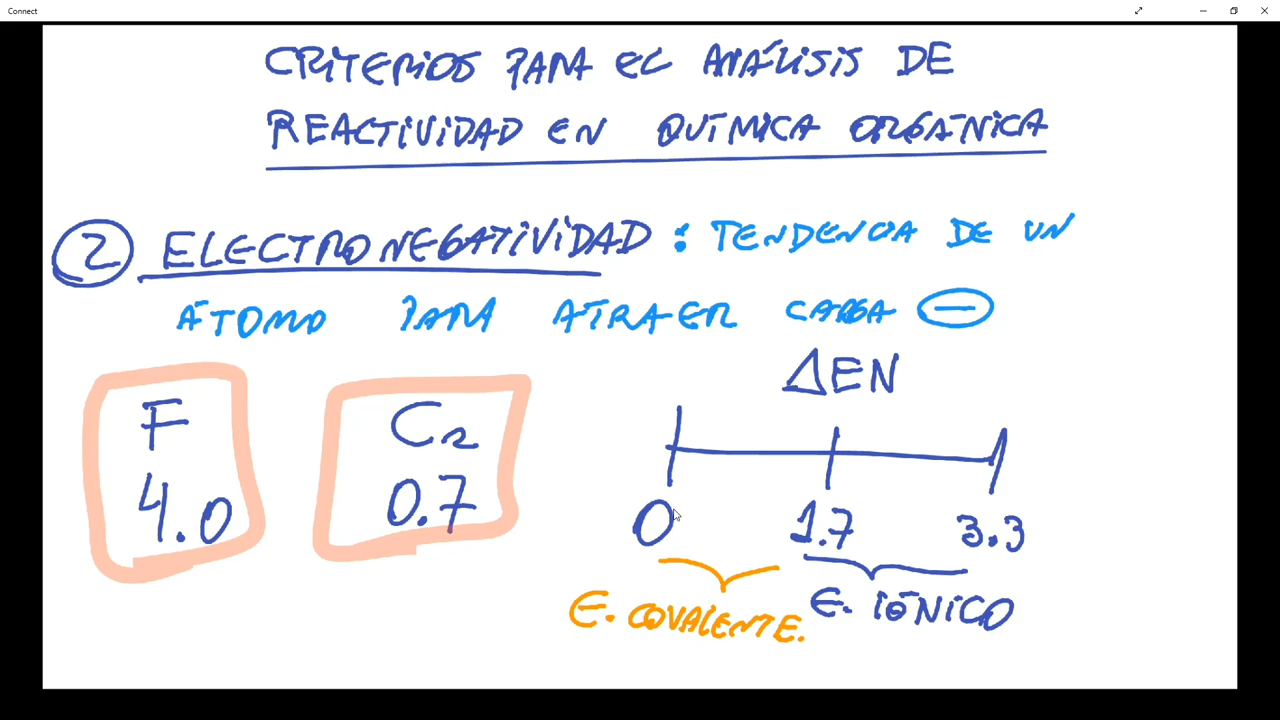 Connect
CRITERIOS PARA EL ANÁLISIS DE
REACTIVIDAD EN QUÍMICA ORGÁNICA
2 ELECTRONEGATIVIDAD : TENDENCIA DE UN
ÁTOMO PARA ATRAER CARGA −
ΔEN
F Cr
4.0 0.7
0 1.7 3.3
E. COVALENTE. E. IÓNICO